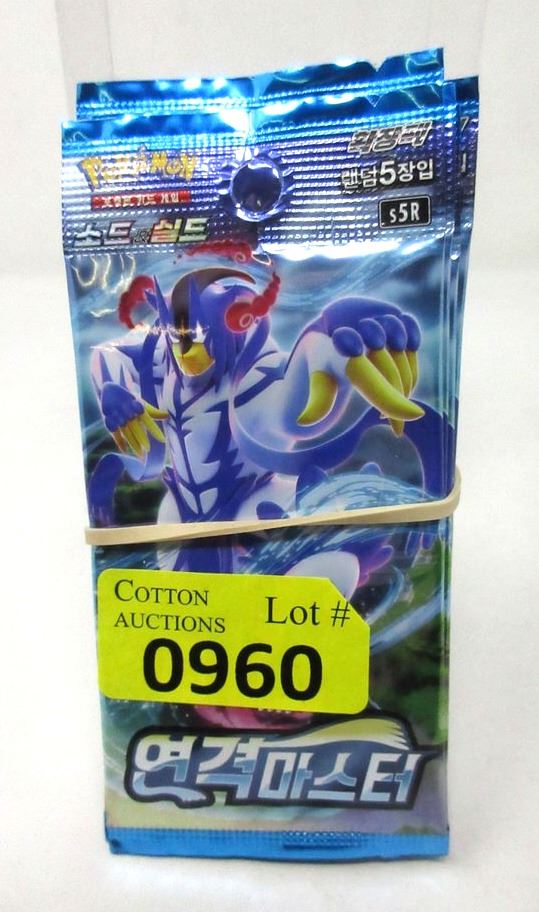 확장팩
POKÉMON
포켓몬 카드 게임
랜덤5장입
소드&실드
s5R
7
COTTON
AUCTIONS
Lot #
0960
연격마스터